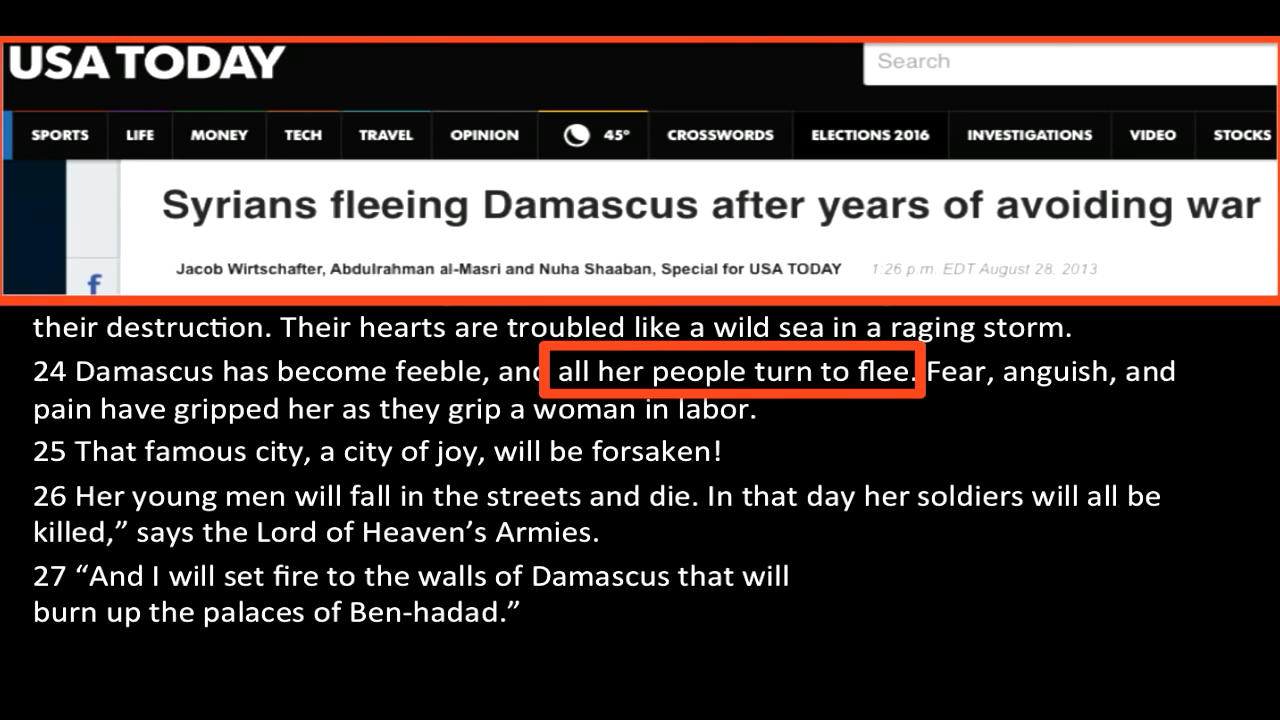 USA TODAY
Search
SPORTS LIFE MONEY TECH TRAVEL OPINION 45° CROSSWORDS ELECTIONS 2016 INVESTIGATIONS VIDEO STOCKS
Syrians fleeing Damascus after years of avoiding war
f
Jacob Wirtschafter, Abdulrahman al-Masri and Nuha Shaaban, Special for USA TODAY 1:26 p.m. EDT August 28, 2013
their destruction. Their hearts are troubled like a wild sea in a raging storm.
24 Damascus has become feeble, and all her people turn to flee. Fear, anguish, and
pain have gripped her as they grip a woman in labor.
25 That famous city, a city of joy, will be forsaken!
26 Her young men will fall in the streets and die. In that day her soldiers will all be
killed,” says the Lord of Heaven’s Armies.
27 “And I will set fire to the walls of Damascus that will
burn up the palaces of Ben-hadad.”